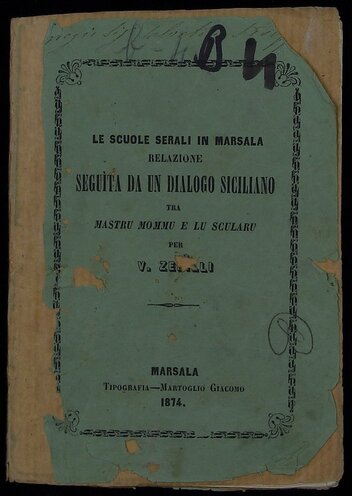 B 4
LE SCUOLE SERALI IN MARSALA
RELAZIONE
SEGUITA DA UN DIALOGO SICILIANO
TRA
MASTRU MOMMU E LU SCULARU
PER
V.
MARSALA
TIPOGRAFIA—MARTOGLIO GIACOMO
1874.